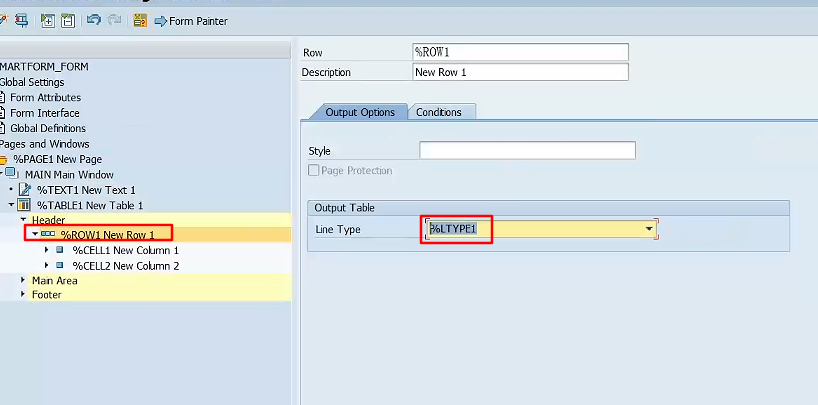 Form Painter
MARTFORM_FORM
Global Settings
Form Attributes
Form Interface
Global Definitions
Pages and Windows
%PAGE1 New Page
MAIN Main Window
%TEXT1 New Text 1
%TABLE1 New Table 1
Header
%ROW1 New Row 1
%CELL1 New Column 1
%CELL2 New Column 2
Main Area
Footer
Row %ROW1
Description New Row 1
Output Options Conditions
Style
Page Protection
Output Table
Line Type %LTYPE1